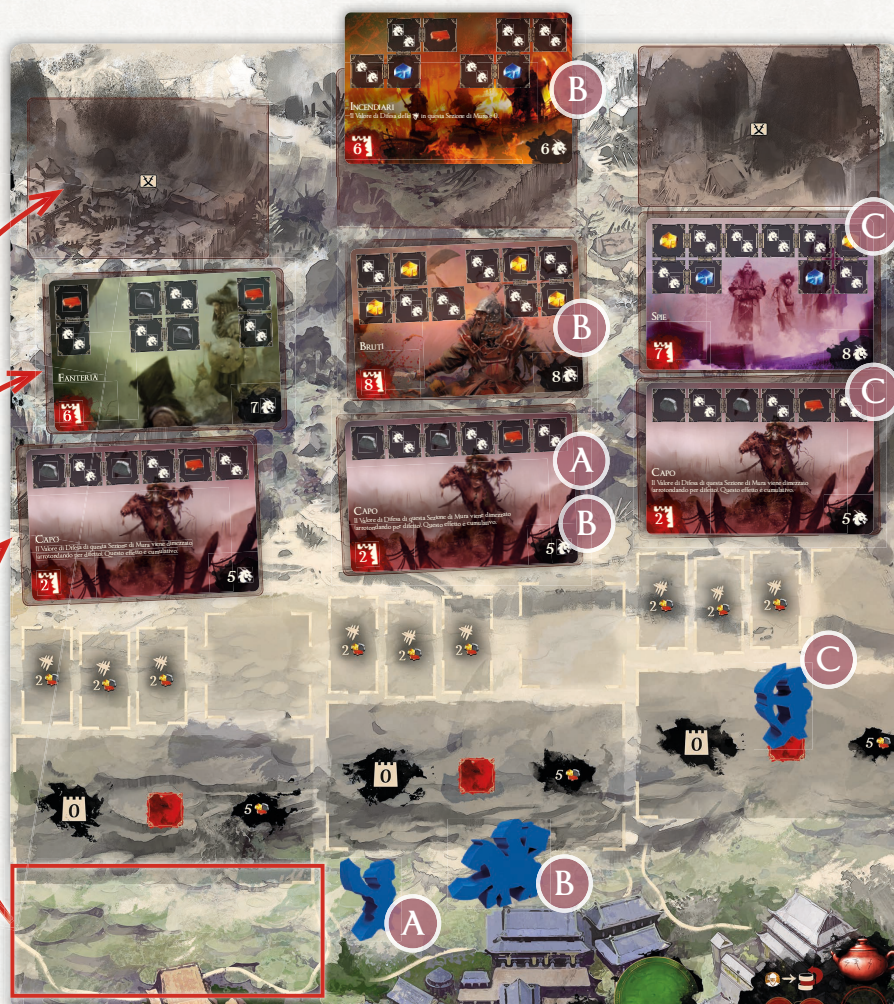 B
INCENDIARI
Il Valore di Difesa delle
in questa Sezione di Mura è 0.
6
6
又
又
C
FANTERIA
6
7
BRUTI
B
8
8
SPIE
7
8
C
CAPO
Il Valore di Difesa di questa Sezione di Mura viene dimezzato
(arrotondando per difetto). Questo effetto è cumulativo.
2
5
CAPO
Il Valore di Difesa di questa Sezione di Mura viene dimezzato
(arrotondando per difetto). Questo effetto è cumulativo.
A
B
2
5
CAPO
Il Valore di Difesa di questa Sezione di Mura viene dimezzato
(arrotondando per difetto). Questo effetto è cumulativo.
2
5
2
2
2
2
2
2
2
2
2
C
0
5
0
5
0
5
A
B